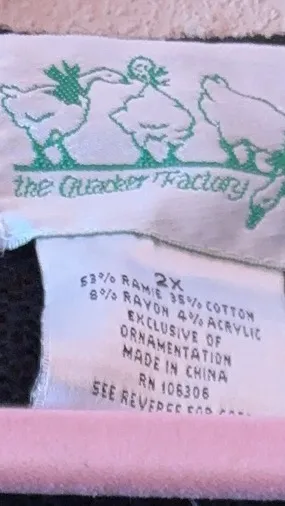 the Quacker Factory
2X
53% RAMIE 35% COTTON
8% RAYON 4% ACRYLIC
EXCLUSIVE OF
ORNAMENTATION
MADE IN CHINA
RN 106306
SEE REVERSE FOR